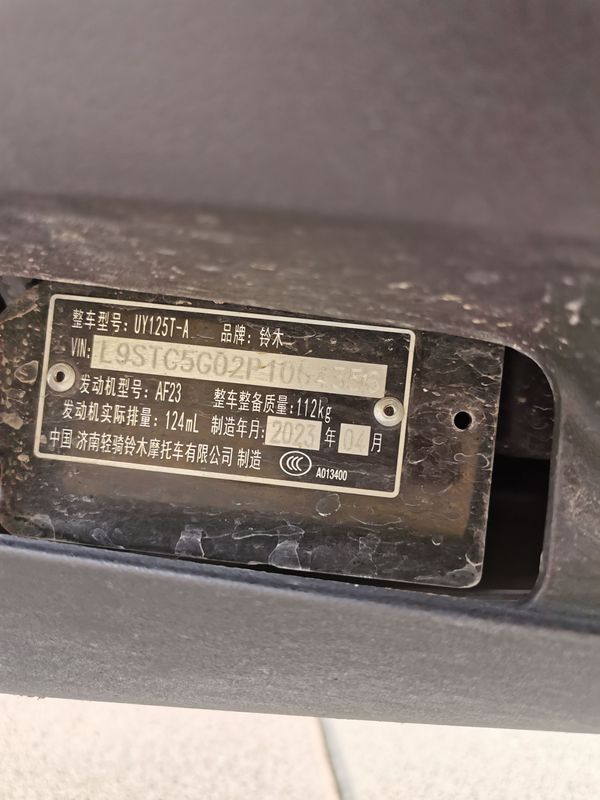 整车型号: UY125T-A 品牌: 铃木
VIN:
发动机型号: AF23 整车整备质量:112kg
发动机实际排量: 124mL 制造年月: 2023 年 04 月
中国 济南轻骑铃木摩托车有限公司 制造 CCC A013400